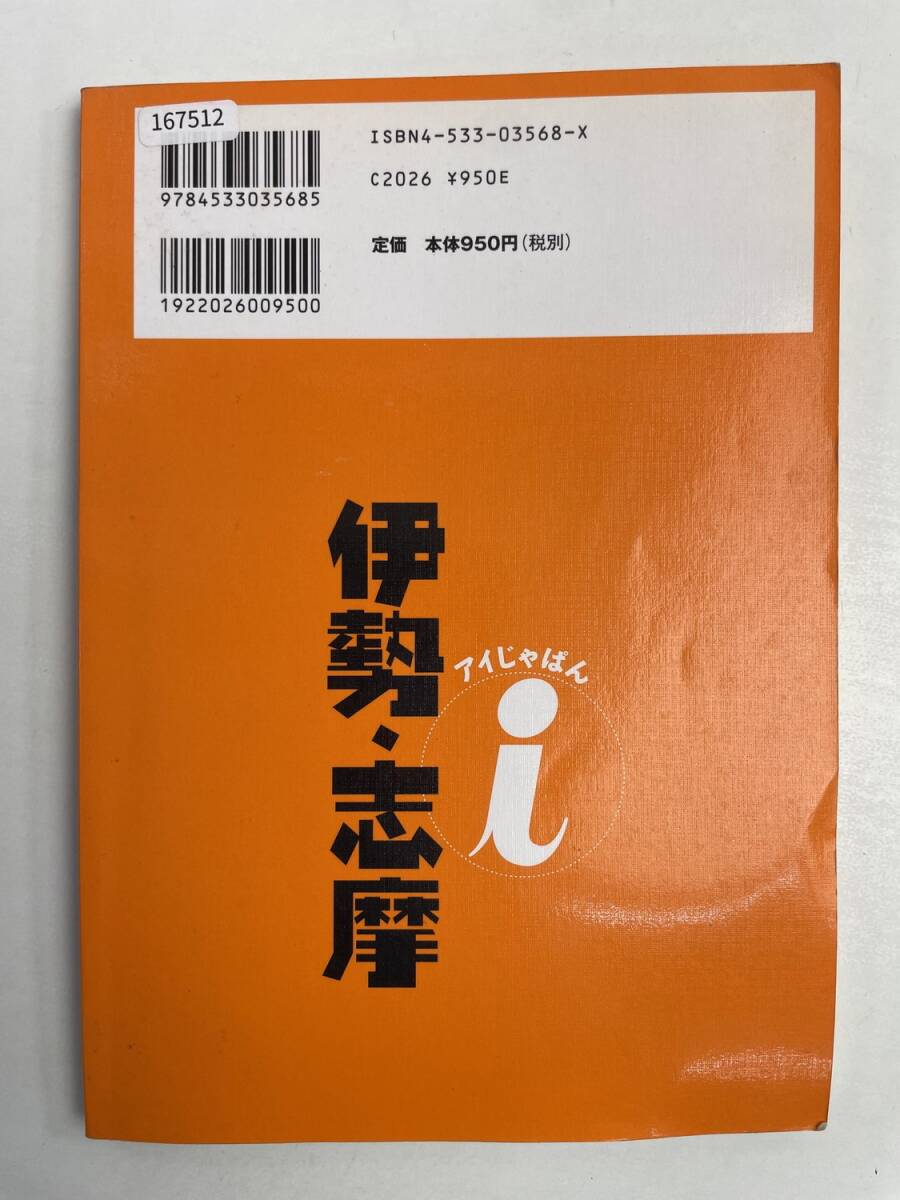 167512
9784533035685
1922026009500
ISBN4-533-03568-X
C2026 ¥950E
定価 本体950円(税別)
伊勢・志摩
アイじゃぱん
i